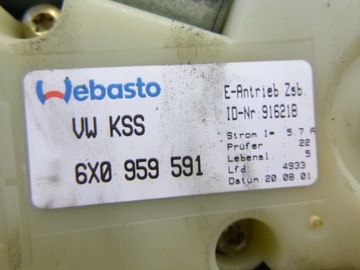 Webasto
VW KSS
6X0 959 591
E-Antrieb Zsb.
ID-Nr. 91621B
Strom I= 5.7 A
Prüfer 22
Lebensl 5
Lfd: 4933
Datum 20.08.01